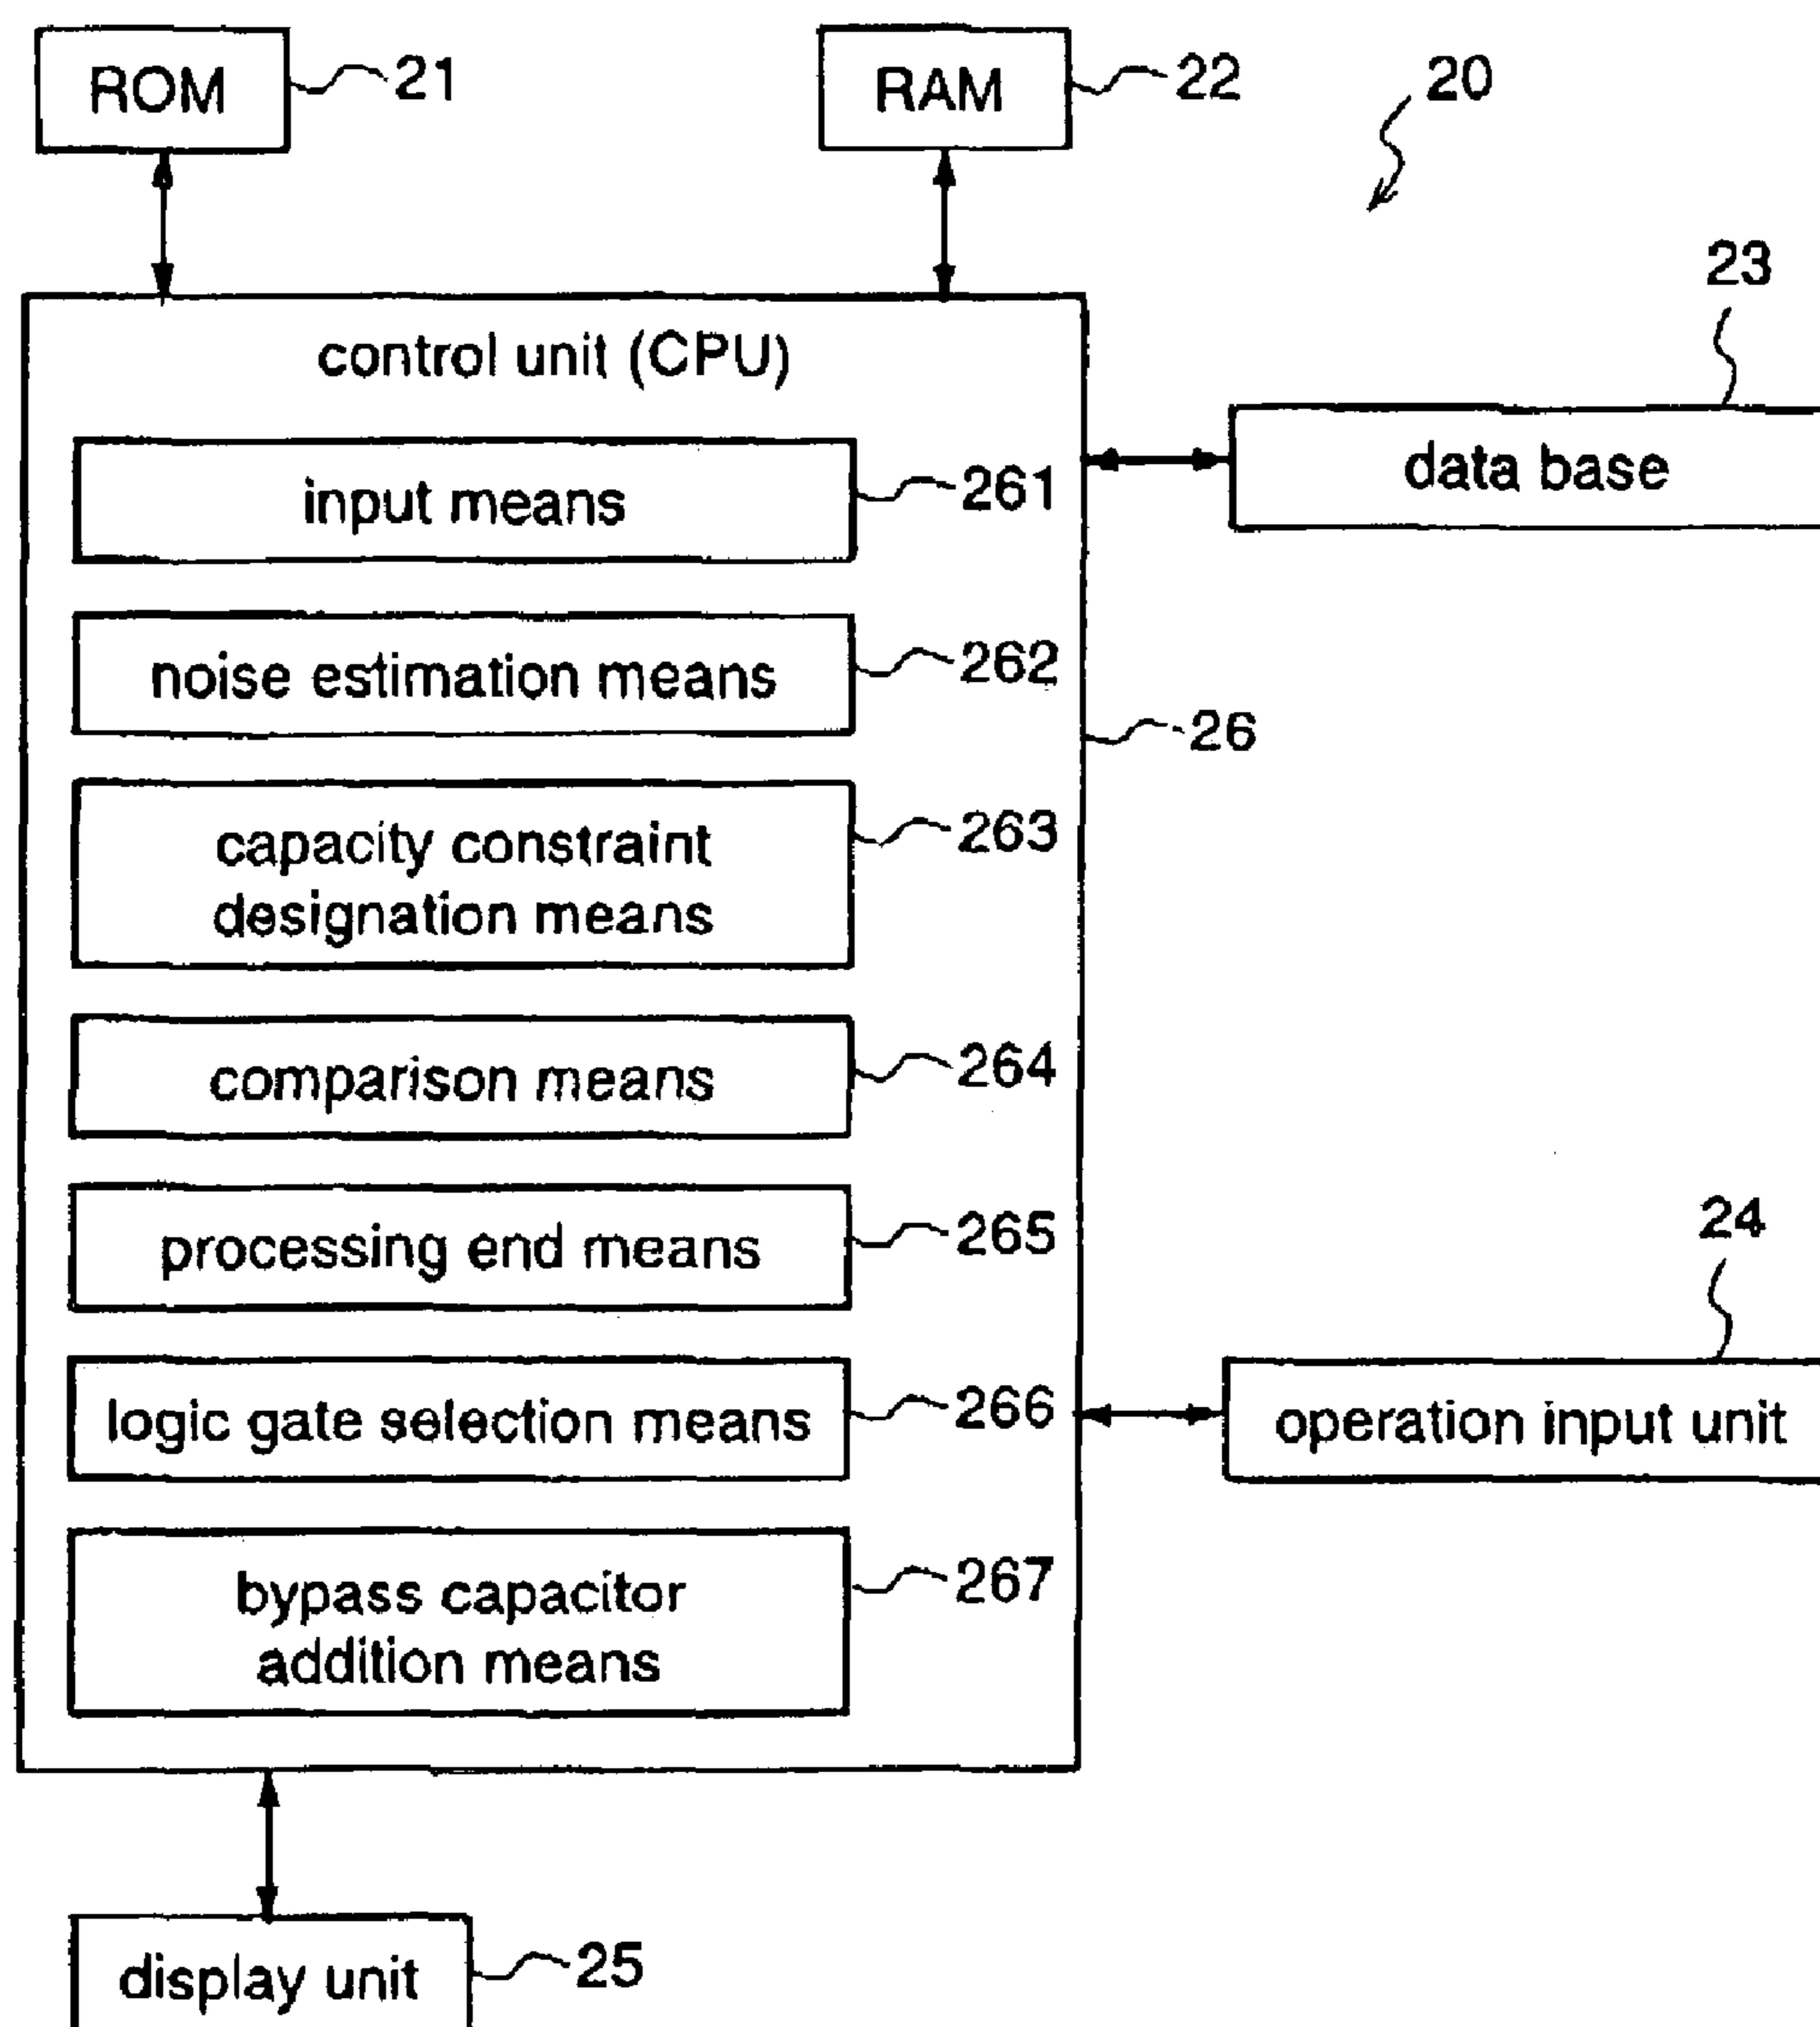 ROM 21
RAM 22
20
control unit (CPU)
23
data base
input means 261
noise estimation means 262
26
capacity constraint 263
designation means
comparison means 264
processing end means 265
24
logic gate selection means 266
operation input unit
bypass capacitor 267
addition means
display unit 25